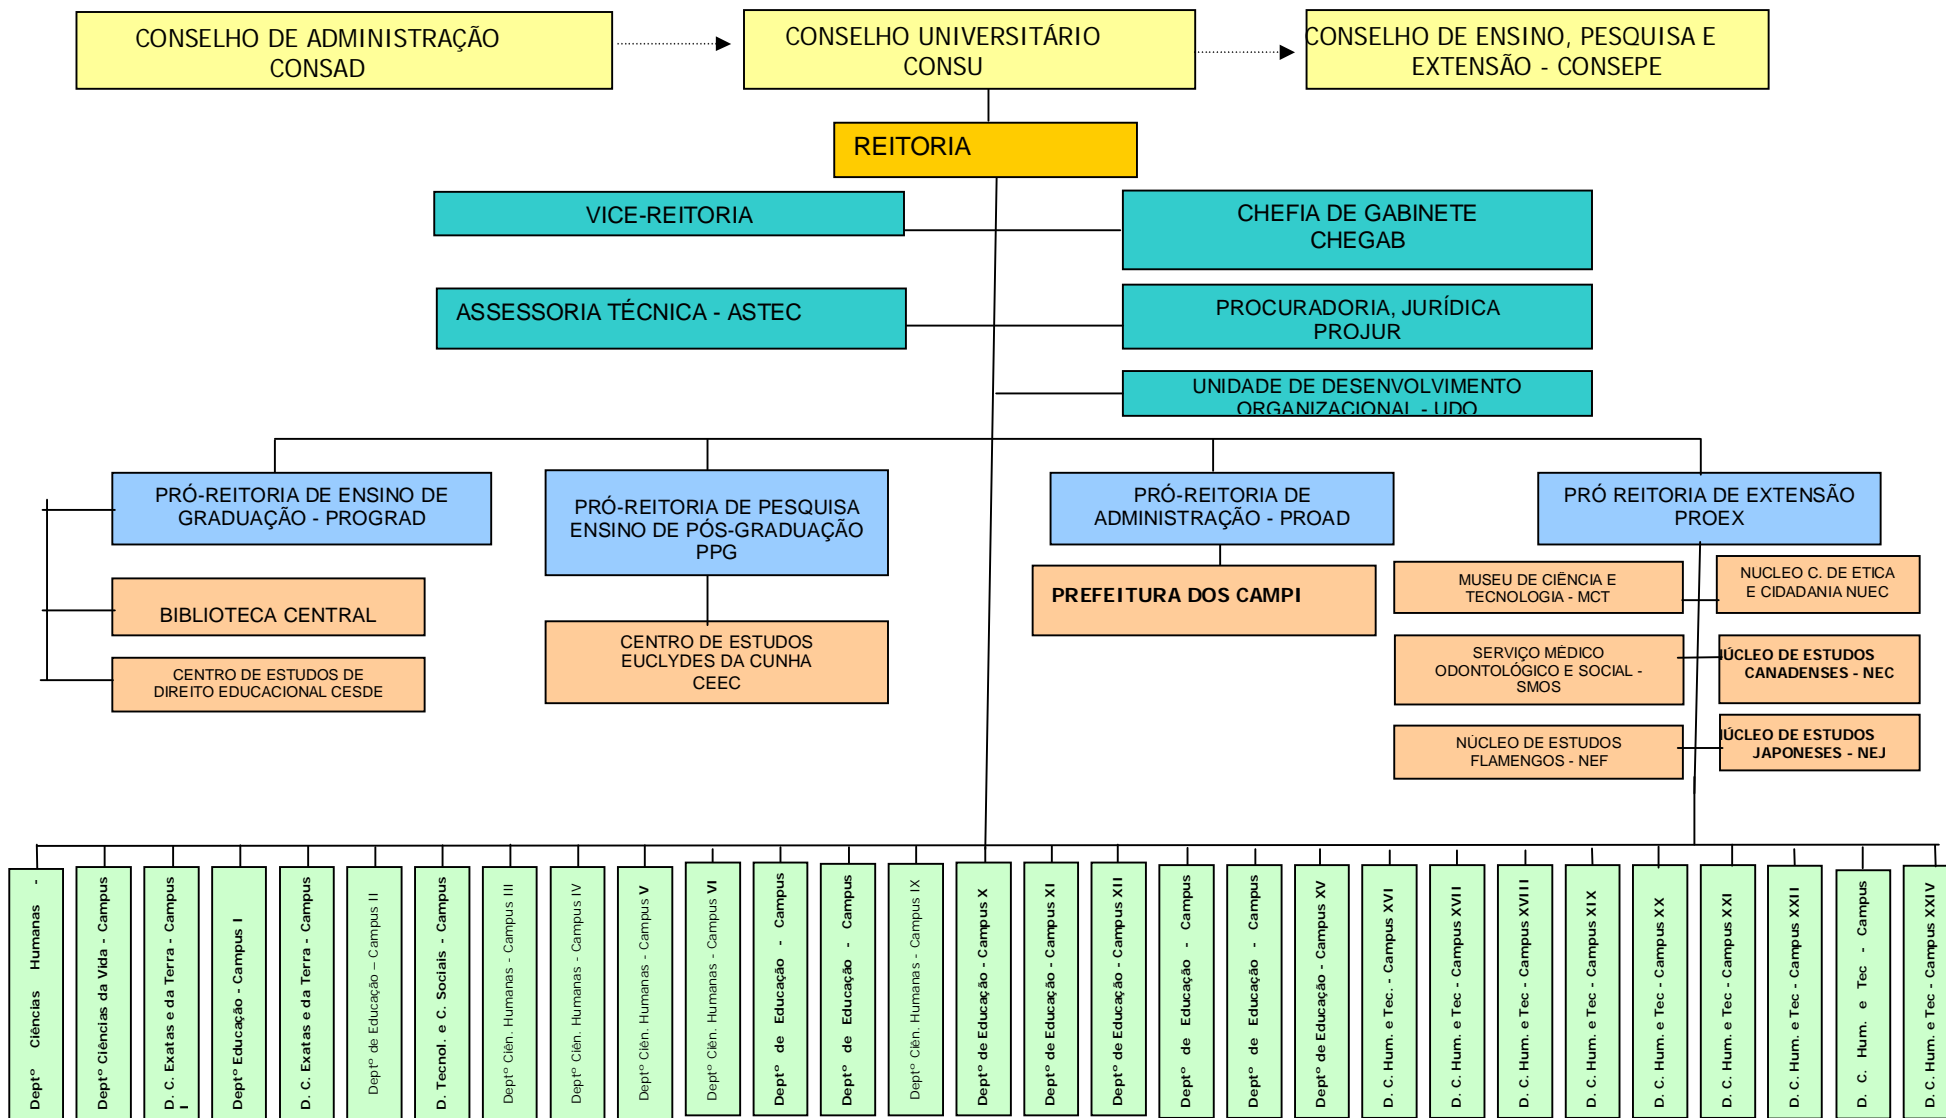 CONSELHO DE ADMINISTRAÇÃO
CONSAD
CONSELHO UNIVERSITÁRIO
CONSU
CONSELHO DE ENSINO, PESQUISA E
EXTENSÃO - CONSEPE
REITORIA
VICE-REITORIA
CHEFIA DE GABINETE
CHEGAB
ASSESSORIA TÉCNICA - ASTEC
PROCURADORIA, JURÍDICA
PROJUR
UNIDADE DE DESENVOLVIMENTO
ORGANIZACIONAL - UDO
PRÓ-REITORIA DE ENSINO DE
GRADUAÇÃO - PROGRAD
PRÓ-REITORIA DE PESQUISA
ENSINO DE PÓS-GRADUAÇÃO
PPG
PRÓ-REITORIA DE
ADMINISTRAÇÃO - PROAD
PRÓ REITORIA DE EXTENSÃO
PROEX
BIBLIOTECA CENTRAL
CENTRO DE ESTUDOS DE
DIREITO EDUCACIONAL CESDE
CENTRO DE ESTUDOS
EUCLYDES DA CUNHA
CEEC
PREFEITURA DOS CAMPI
MUSEU DE CIÊNCIA E
TECNOLOGIA - MCT
NUCLEO C. DE ETICA
E CIDADANIA NUEC
SERVIÇO MÉDICO
ODONTOLÓGICO E SOCIAL -
SMOS
NÚCLEO DE ESTUDOS
CANADENSES - NEC
NÚCLEO DE ESTUDOS
FLAMENGOS - NEF
NÚCLEO DE ESTUDOS
JAPONESES - NEJ
Deptº Ciências Humanas -
Deptº Ciências da Vida - Campus
D. C. Exatas e da Terra - Campus
I
Deptº Educação - Campus I
D. C. Exatas e da Terra - Campus
Deptº de Educação – Campus II
D. Tecnol. e C. Sociais - Campus
Deptº Ciên. Humanas - Campus III
Deptº Ciên. Humanas - Campus IV
Deptº Ciên. Humanas - Campus V
Deptº Ciên. Humanas - Campus VI
Deptº de Educação - Campus
Deptº de Educação - Campus
Deptº Ciên. Humanas - Campus IX
Deptº de Educação - Campus X
Deptº de Educação - Campus XI
Deptº de Educação - Campus XII
Deptº de Educação - Campus
Deptº de Educação - Campus
Deptº de Educação - Campus XV
D. C. Hum. e Tec. - Campus XVI
D. C. Hum. e Tec - Campus XVII
D. C. Hum. e Tec - Campus XVIII
D. C. Hum. e Tec - Campus XIX
D. C. Hum. e Tec - Campus XX
D. C. Hum. e Tec - Campus XXI
D. C. Hum. e Tec - Campus XXII
D. C. Hum. e Tec - Campus
D. C. Hum. e Tec - Campus XXIV